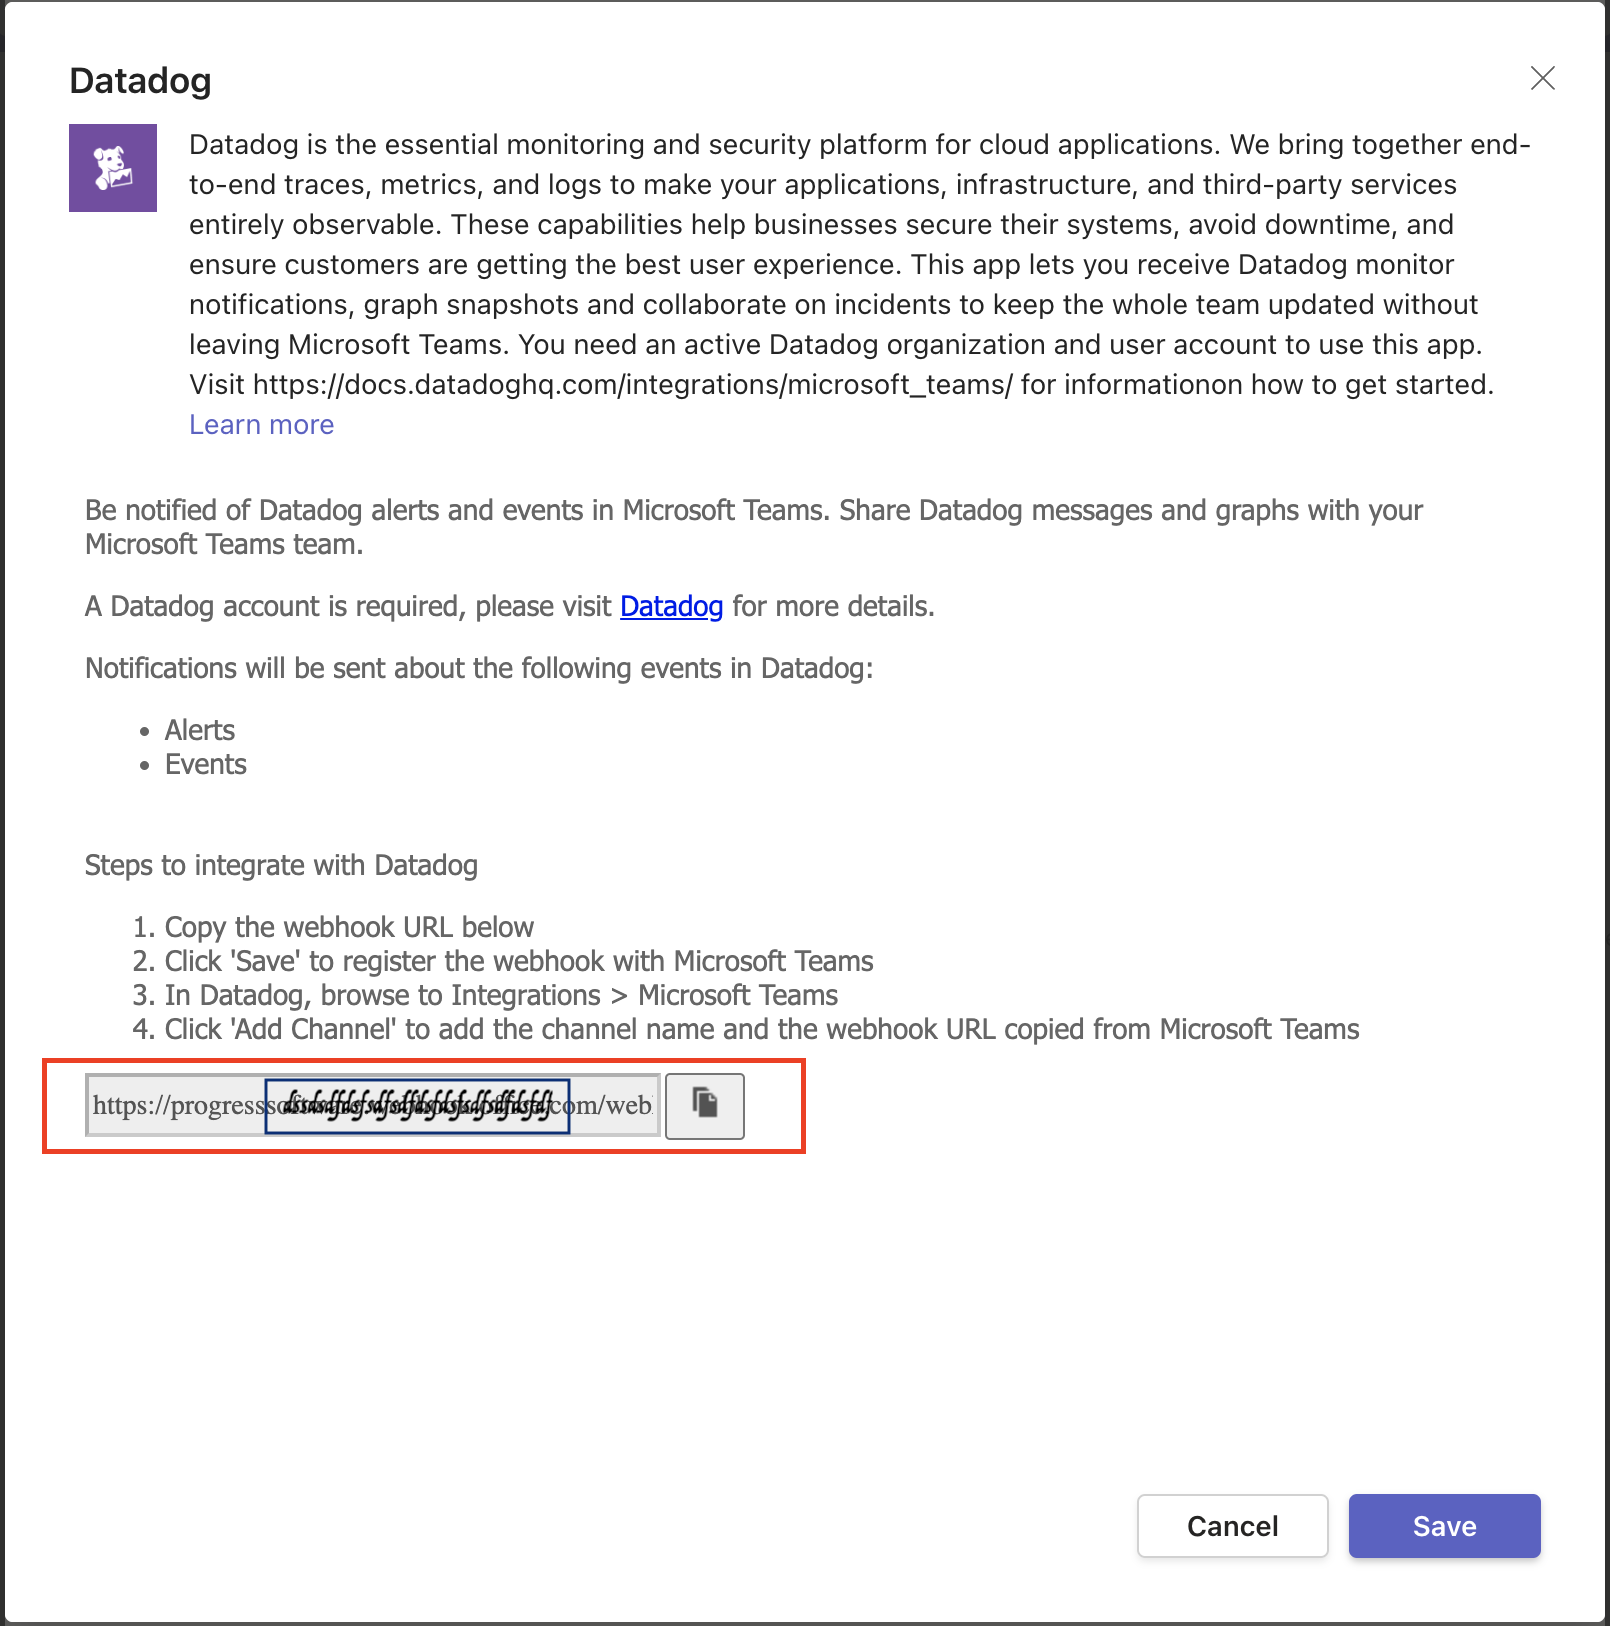 Datadog
Datadog is the essential monitoring and security platform for cloud applications. We bring together end-
to-end traces, metrics, and logs to make your applications, infrastructure, and third-party services
entirely observable. These capabilities help businesses secure their systems, avoid downtime, and
ensure customers are getting the best user experience. This app lets you receive Datadog monitor
notifications, graph snapshots and collaborate on incidents to keep the whole team updated without
leaving Microsoft Teams. You need an active Datadog organization and user account to use this app.
Visit https://docs.datadoghq.com/integrations/microsoft_teams/ for informationon how to get started.
Learn more
Be notified of Datadog alerts and events in Microsoft Teams. Share Datadog messages and graphs with your
Microsoft Teams team.
A Datadog account is required, please visit Datadog for more details.
Notifications will be sent about the following events in Datadog:
• Alerts
• Events
Steps to integrate with Datadog
1. Copy the webhook URL below
2. Click 'Save' to register the webhook with Microsoft Teams
3. In Datadog, browse to Integrations > Microsoft Teams
4. Click 'Add Channel' to add the channel name and the webhook URL copied from Microsoft Teams
https://progresss com/web
Cancel
Save